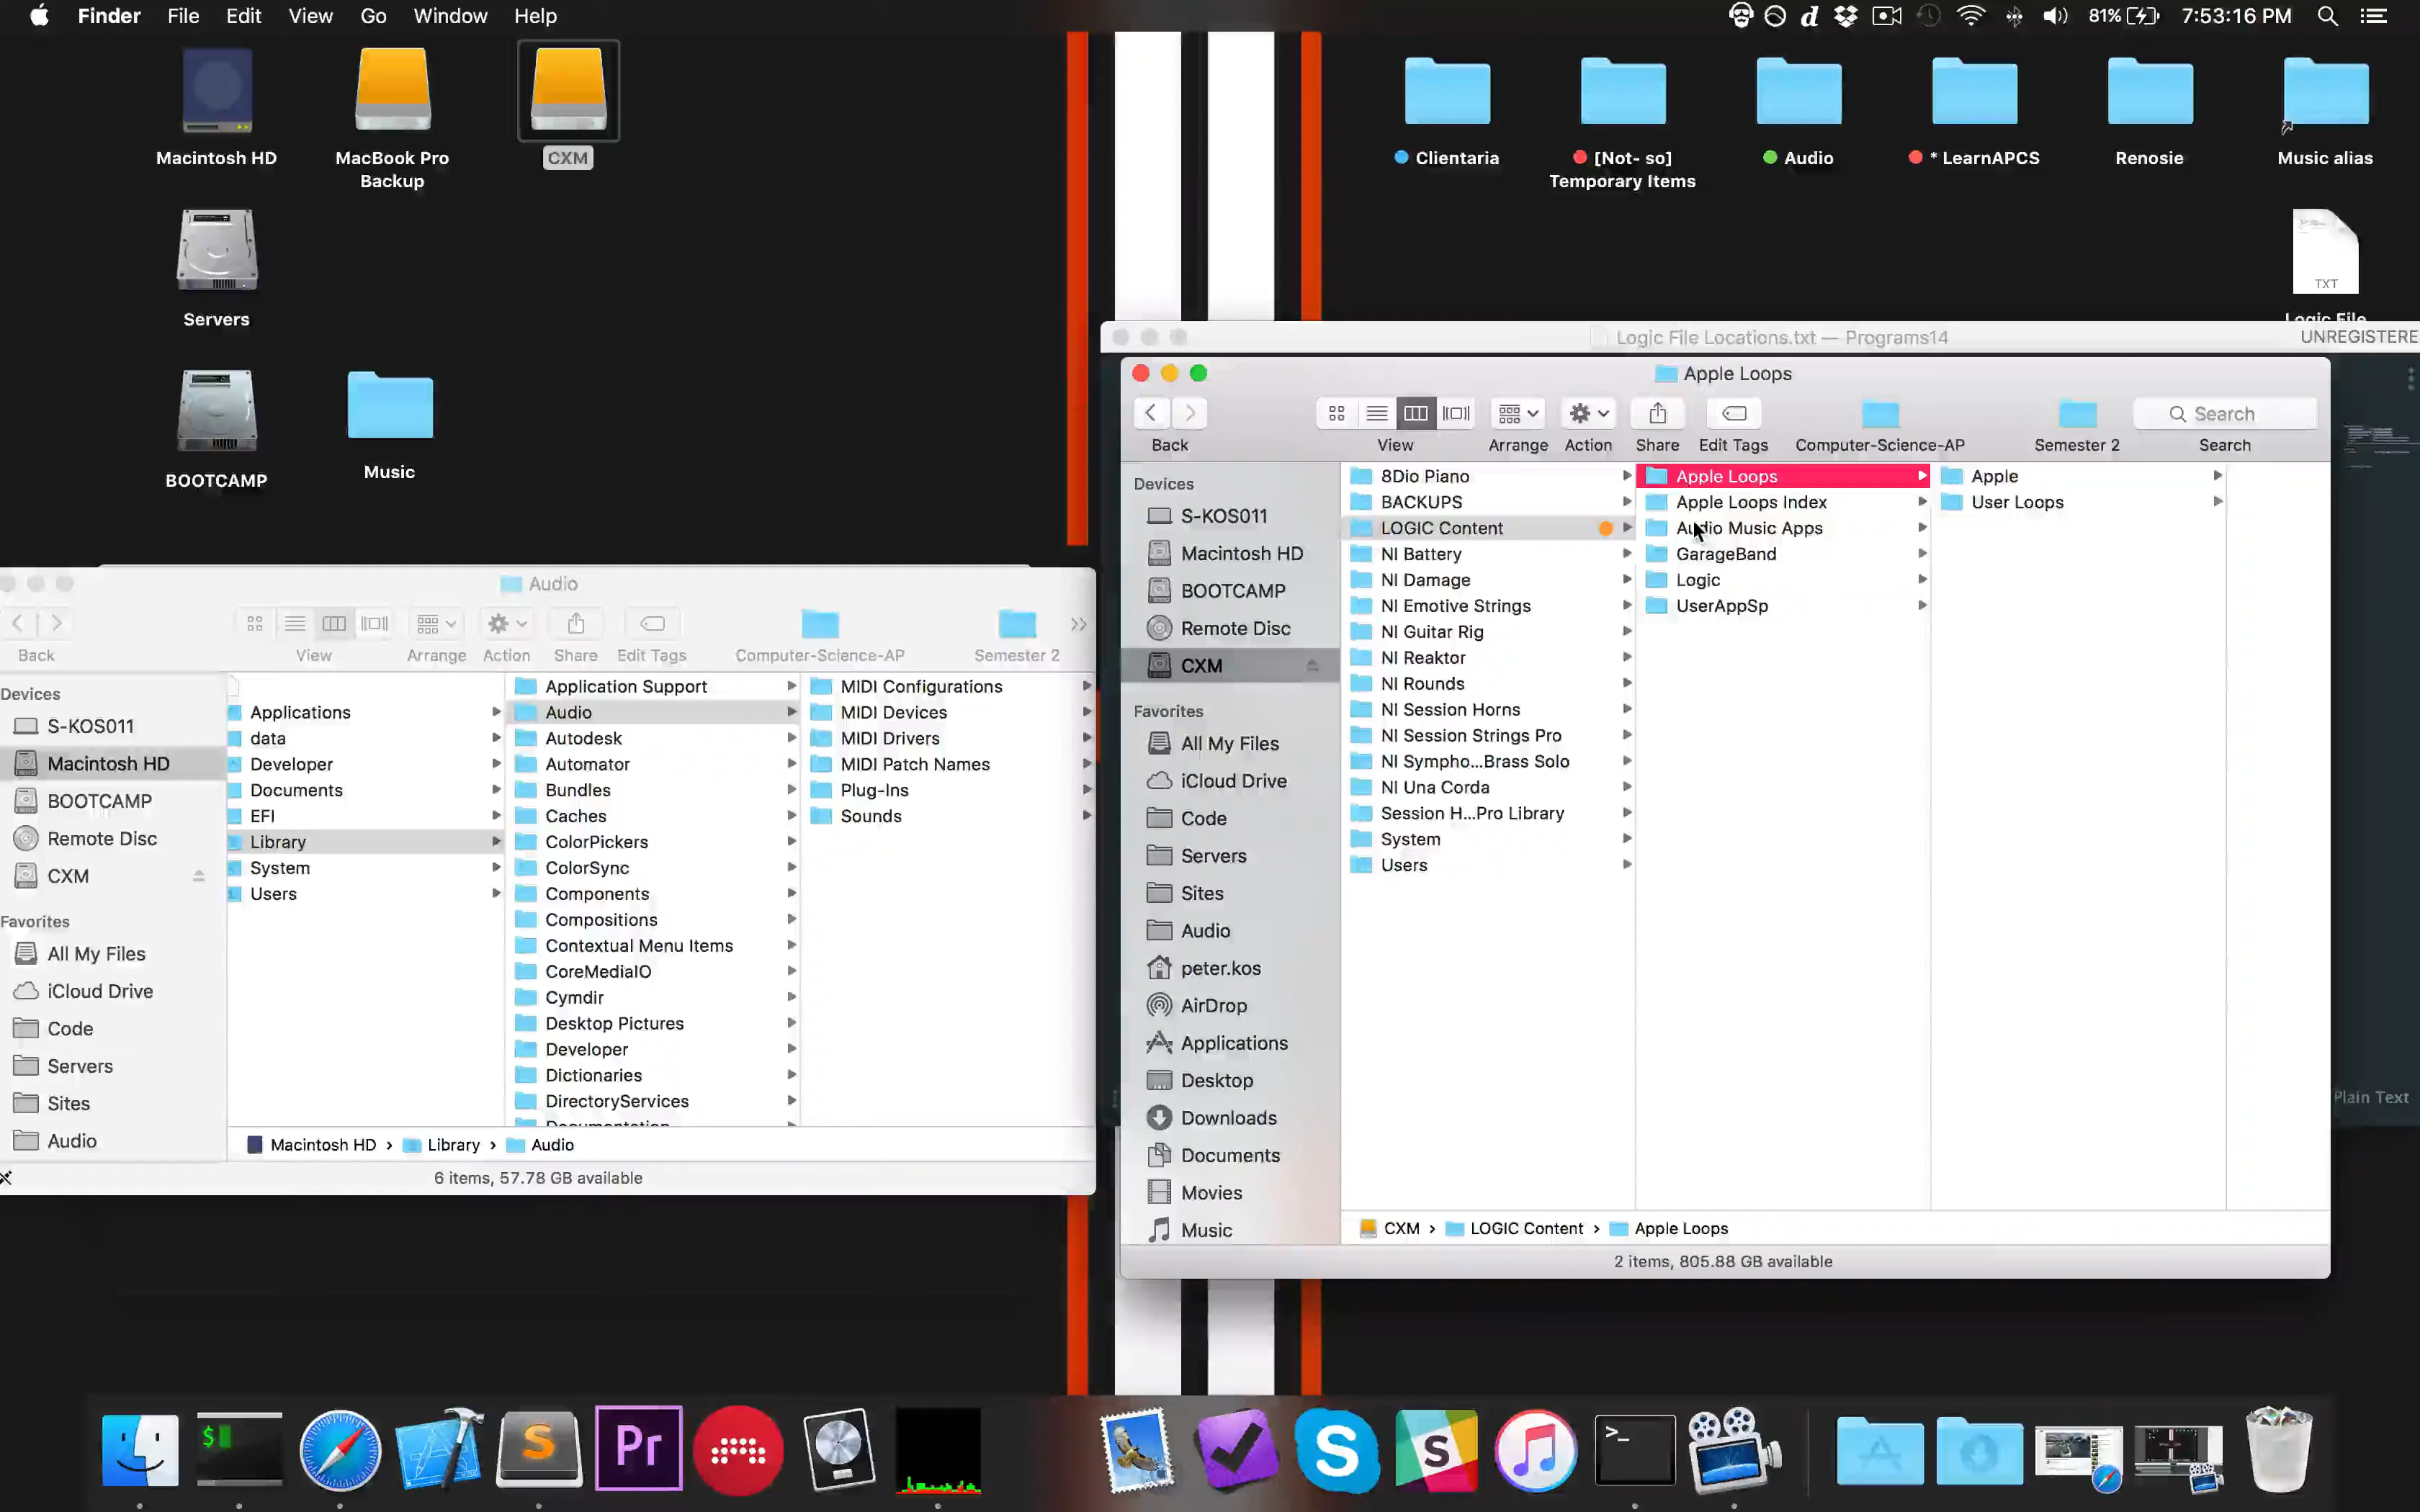 Finder File Edit View Go Window Help
81% 7:53:16 PM
Macintosh HD
MacBook Pro
Backup
CXM
Clientaria
[Not- so]
Temporary Items
Audio
* LearnAPCS
Renosie
Music alias
Servers
TXT
Logic File
BOOTCAMP
Music
Logic File Locations.txt — Programs14
UNREGISTERE
Apple Loops
Search
Back
View
Arrange
Action
Share
Edit Tags
Computer-Science-AP
Semester 2
Search
Devices
S-KOS011
Macintosh HD
BOOTCAMP
Remote Disc
CXM
Favorites
All My Files
iCloud Drive
Code
Servers
Sites
Audio
peter.kos
AirDrop
Applications
Desktop
Downloads
Documents
Movies
Music
8Dio Piano
BACKUPS
LOGIC Content
NI Battery
NI Damage
NI Emotive Strings
NI Guitar Rig
NI Reaktor
NI Rounds
NI Session Horns
NI Session Strings Pro
NI Sympho...Brass Solo
NI Una Corda
Session H...Pro Library
System
Users
Apple Loops
Apple Loops Index
Audio Music Apps
GarageBand
Logic
UserAppSp
Apple
User Loops
CXM › LOGIC Content › Apple Loops
2 items, 805.88 GB available
Plain Text
Audio
Back
View
Arrange
Action
Share
Edit Tags
Computer-Science-AP
Semester 2
Devices
S-KOS011
Macintosh HD
BOOTCAMP
Remote Disc
CXM
Favorites
All My Files
iCloud Drive
Code
Servers
Sites
Audio
Applications
data
Developer
Documents
EFI
Library
System
Users
Application Support
Audio
Autodesk
Automator
Bundles
Caches
ColorPickers
ColorSync
Components
Compositions
Contextual Menu Items
CoreMediaIO
Cymdir
Desktop Pictures
Developer
Dictionaries
DirectoryServices
MIDI Configurations
MIDI Devices
MIDI Drivers
MIDI Patch Names
Plug-Ins
Sounds
Macintosh HD › Library › Audio
6 items, 57.78 GB available
$
S
Pr
S
S
>_